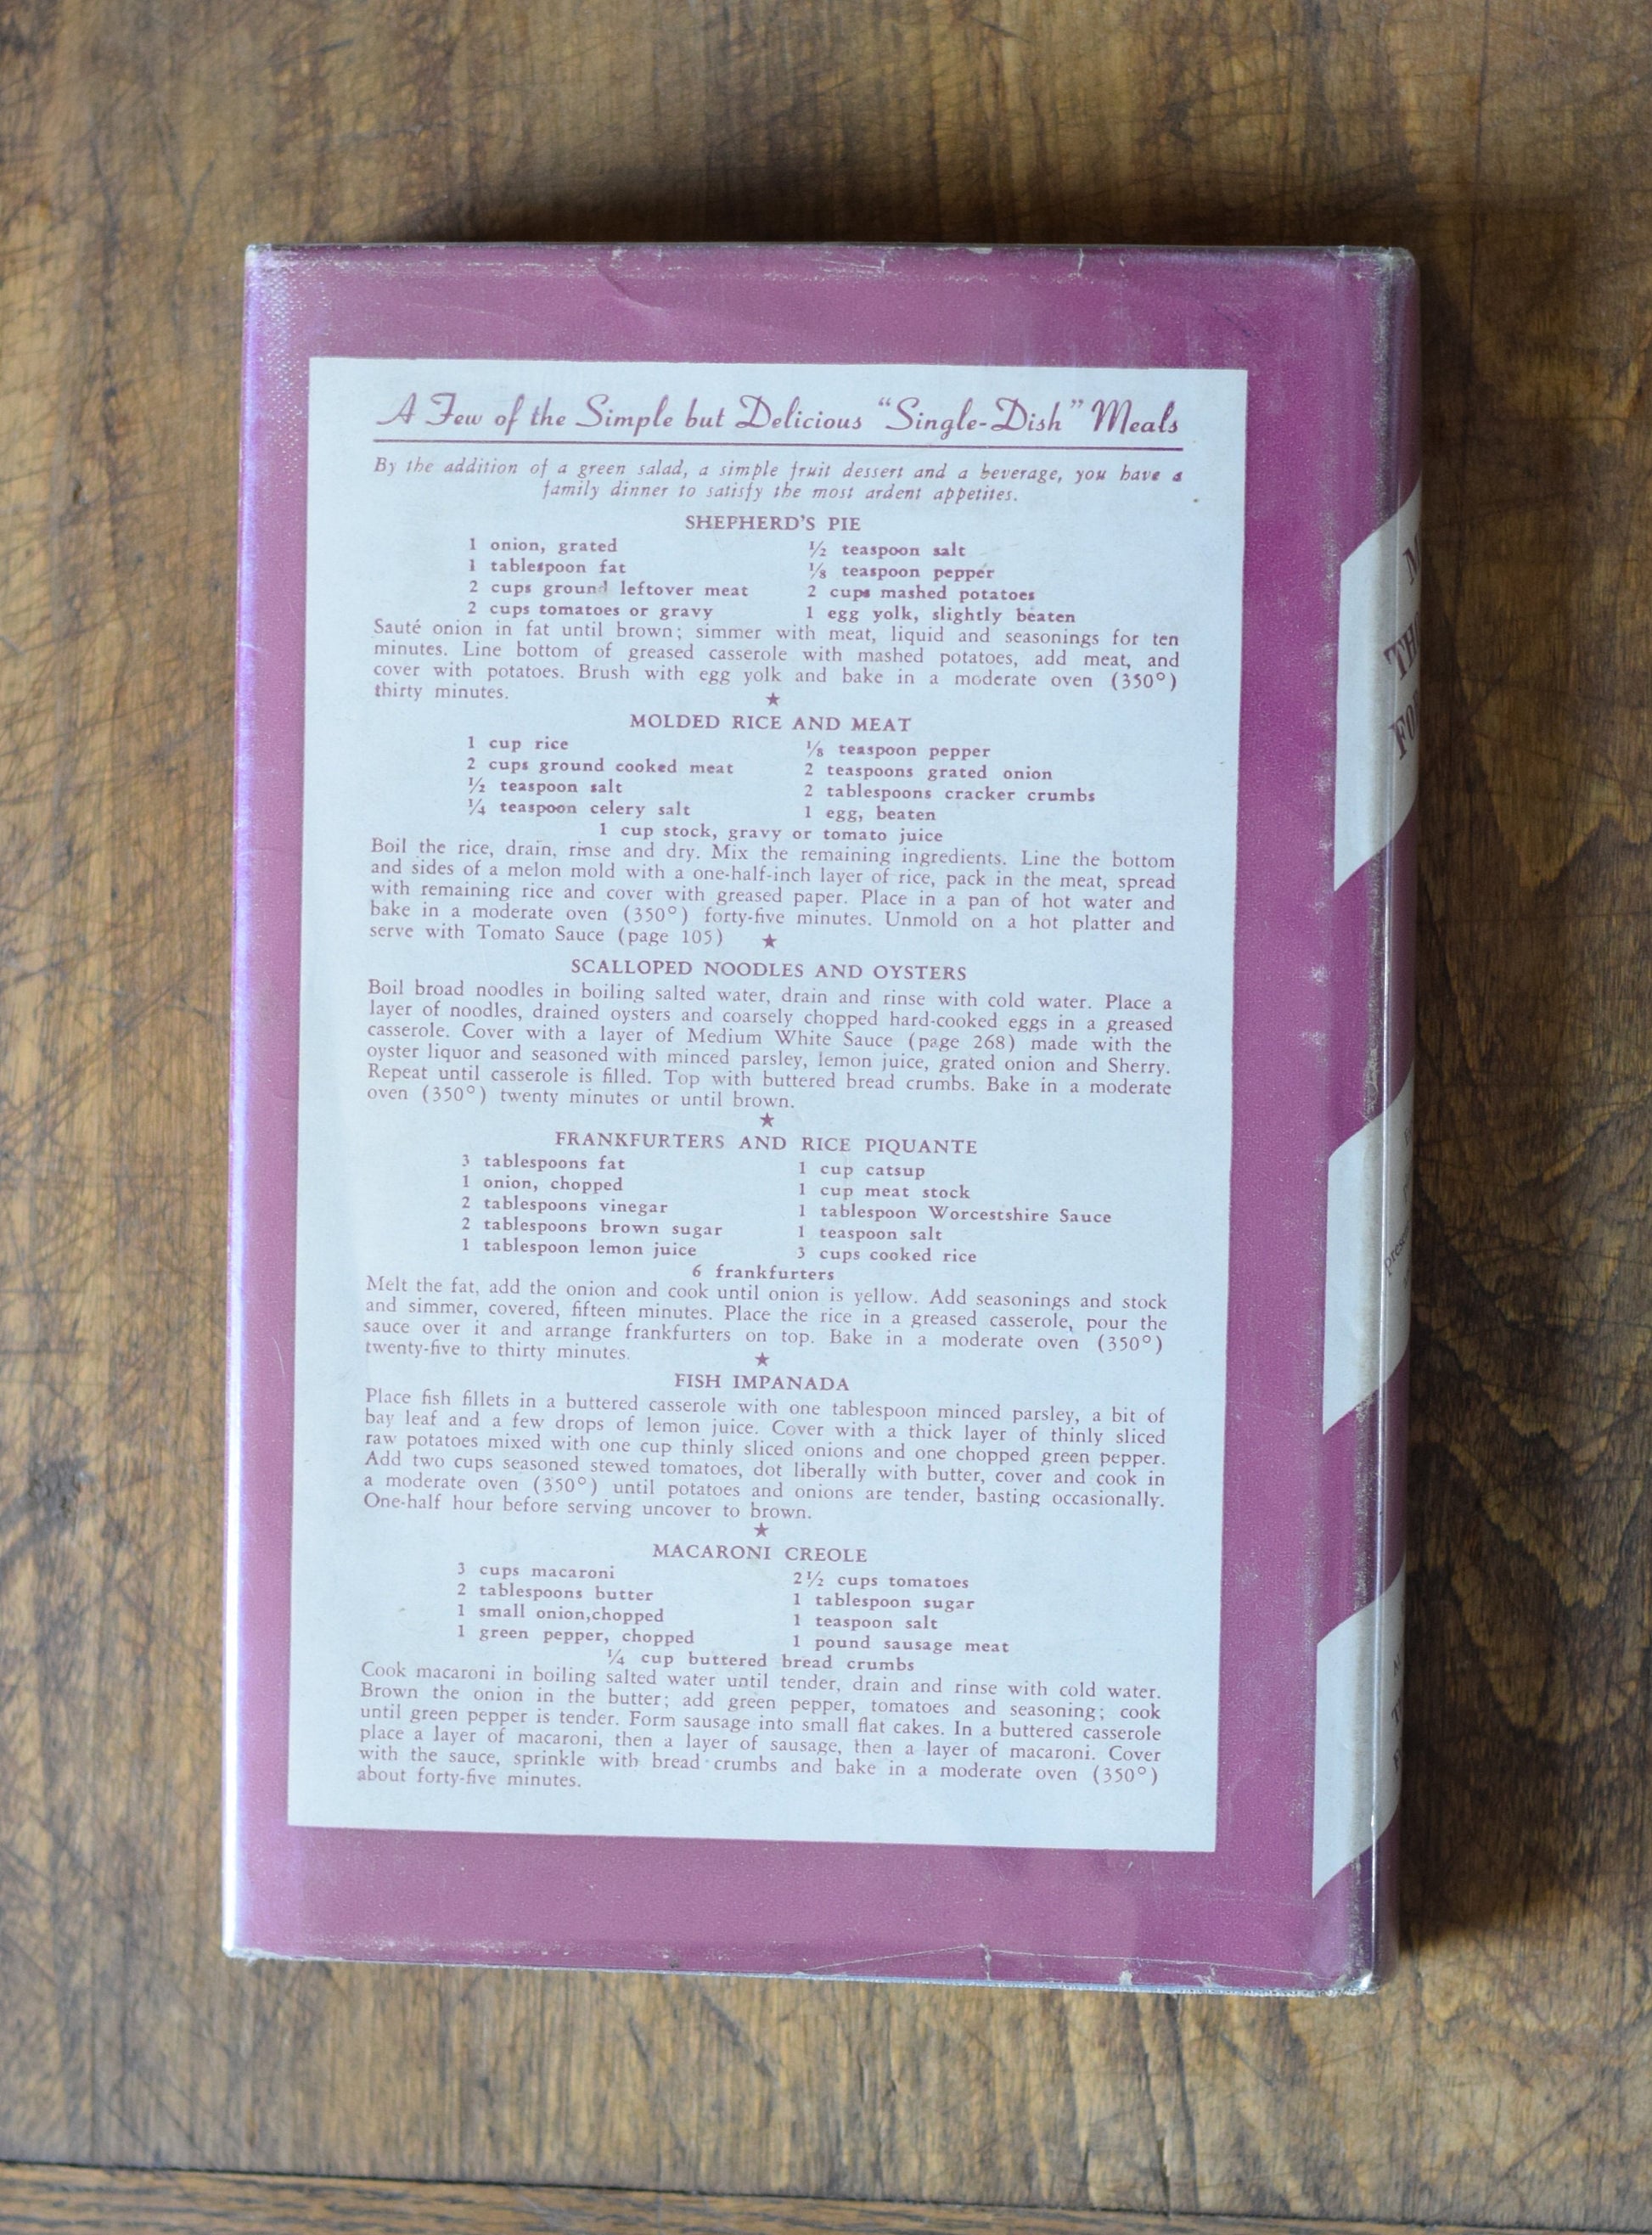 A Few of the Simple but Delicious “Single-Dish” Meals
By the addition of a green salad, a simple fruit dessert and a beverage, you have a
family dinner to satisfy the most ardent appetites.
SHEPHERD'S PIE
1 onion, grated ½ teaspoon salt
1 tablespoon fat ⅛ teaspoon pepper
2 cups ground leftover meat 2 cups mashed potatoes
2 cups tomatoes or gravy 1 egg yolk, slightly beaten
Sauté onion in fat until brown; simmer with meat, liquid and seasonings for ten
minutes. Line bottom of greased casserole with mashed potatoes, add meat, and
cover with potatoes. Brush with egg yolk and bake in a moderate oven (350°)
thirty minutes.
★
MOLDED RICE AND MEAT
1 cup rice ⅛ teaspoon pepper
2 cups ground cooked meat 2 teaspoons grated onion
½ teaspoon salt 2 tablespoons cracker crumbs
¼ teaspoon celery salt 1 egg, beaten
1 cup stock, gravy or tomato juice
Boil the rice, drain, rinse and dry. Mix the remaining ingredients. Line the bottom
and sides of a melon mold with a one-half-inch layer of rice, pack in the meat, spread
with remaining rice and cover with greased paper. Place in a pan of hot water and
bake in a moderate oven (350°) forty-five minutes. Unmold on a hot platter and
serve with Tomato Sauce (page 105) ★
SCALLOPED NOODLES AND OYSTERS
Boil broad noodles in boiling salted water, drain and rinse with cold water. Place a
layer of noodles, drained oysters and coarsely chopped hard-cooked eggs in a greased
casserole. Cover with a layer of Medium White Sauce (page 268) made with the
oyster liquor and seasoned with minced parsley, lemon juice, grated onion and Sherry.
Repeat until casserole is filled. Top with buttered bread crumbs. Bake in a moderate
oven (350°) twenty minutes or until brown.
★
FRANKFURTERS AND RICE PIQUANTE
3 tablespoons fat 1 cup catsup
1 onion, chopped 1 cup meat stock
2 tablespoons vinegar 1 tablespoon Worcestshire Sauce
2 tablespoons brown sugar 1 teaspoon salt
1 tablespoon lemon juice 3 cups cooked rice
6 frankfurters
Melt the fat, add the onion and cook until onion is yellow. Add seasonings and stock
and simmer, covered, fifteen minutes. Place the rice in a greased casserole, pour the
sauce over it and arrange frankfurters on top. Bake in a moderate oven (350°)
twenty-five to thirty minutes. ★
FISH IMPANADA
Place fish fillets in a buttered casserole with one tablespoon minced parsley, a bit of
bay leaf and a few drops of lemon juice. Cover with a thick layer of thinly sliced
raw potatoes mixed with one cup thinly sliced onions and one chopped green pepper.
Add two cups seasoned stewed tomatoes, dot liberally with butter, cover and cook in
a moderate oven (350°) until potatoes and onions are tender, basting occasionally.
One-half hour before serving uncover to brown.
★
MACARONI CREOLE
3 cups macaroni 2½ cups tomatoes
2 tablespoons butter 1 tablespoon sugar
1 small onion,chopped 1 teaspoon salt
1 green pepper, chopped 1 pound sausage meat
¼ cup buttered bread crumbs
Cook macaroni in boiling salted water until tender, drain and rinse with cold water.
Brown the onion in the butter; add green pepper, tomatoes and seasoning; cook
until green pepper is tender. Form sausage into small flat cakes. In a buttered casserole
place a layer of macaroni, then a layer of sausage, then a layer of macaroni. Cover
with the sauce, sprinkle with bread crumbs and bake in a moderate oven (350°)
about forty-five minutes.